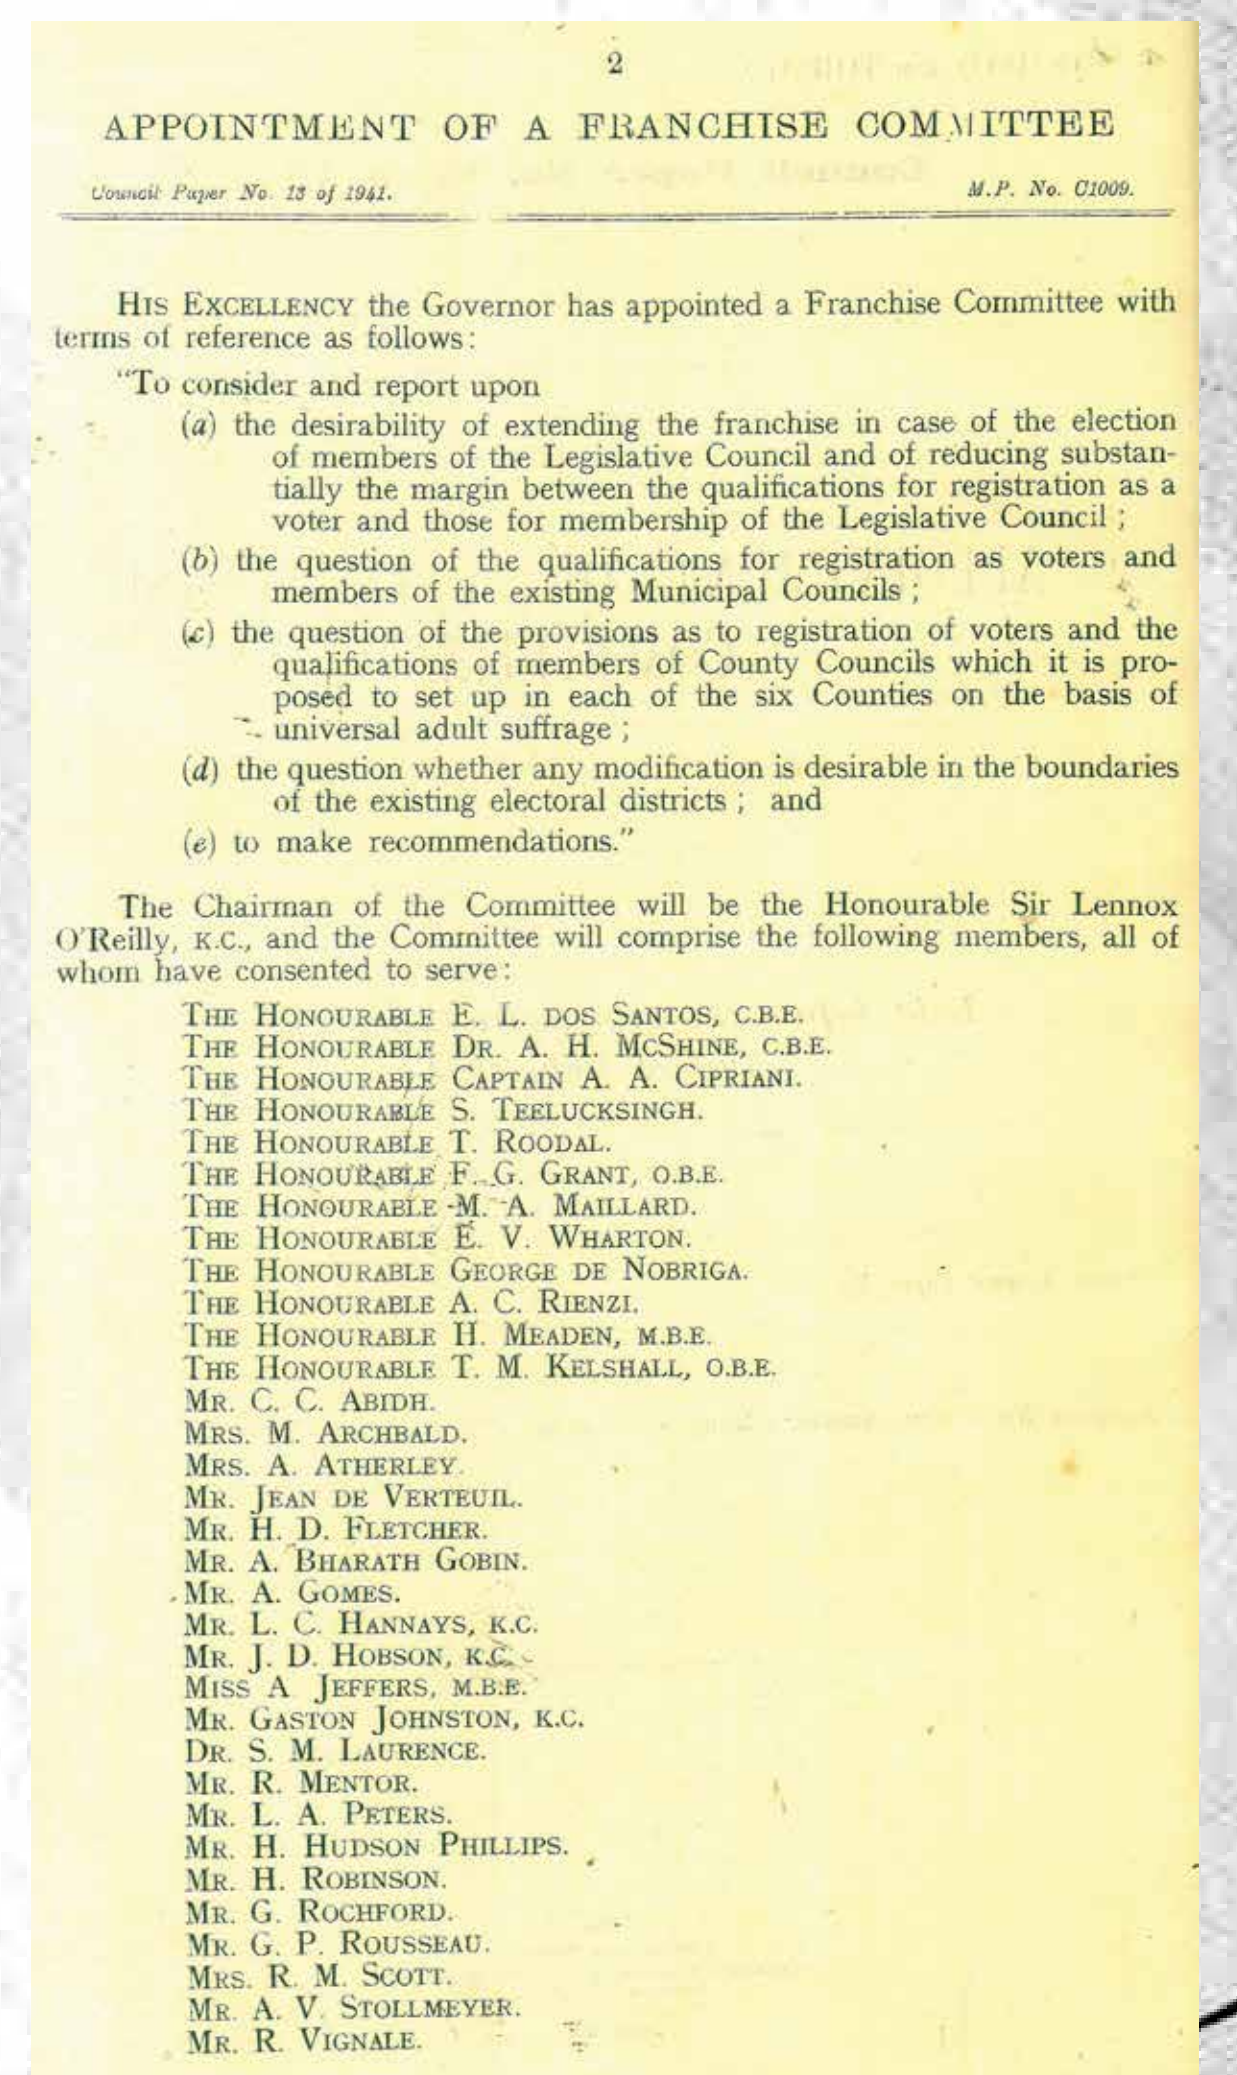 2
APPOINTMENT OF A FRANCHISE COMMITTEE
Council Paper No. 13 of 1941.
M.P. No. C1009.
HIS EXCELLENCY the Governor has appointed a Franchise Committee with
terms of reference as follows:
"To consider and report upon
(a) the desirability of extending the franchise in case of the election
of members of the Legislative Council and of reducing substan-
tially the margin between the qualifications for registration as a
voter and those for membership of the Legislative Council ;
(b) the question of the qualifications for registration as voters and
members of the existing Municipal Councils ;
(c) the question of the provisions as to registration of voters and the
qualifications of members of County Councils which it is pro-
posed to set up in each of the six Counties on the basis of
universal adult suffrage ;
(d) the question whether any modification is desirable in the boundaries
of the existing electoral districts ; and
(e) to make recommendations."
The Chairman of the Committee will be the Honourable Sir Lennox
O'Reilly, K.C., and the Committee will comprise the following members, all of
whom have consented to serve:
THE HONOURABLE E. L. DOS SANTOS, C.B.E.
THE HONOURABLE DR. A. H. MCSHINE, C.B.E.
THE HONOURABLE CAPTAIN A. A. CIPRIANI.
THE HONOURABLE S. TEELUCKSINGH.
THE HONOURABLE T. ROODAL.
THE HONOURABLE F. G. GRANT, O.B.E.
THE HONOURABLE M. A. MAILLARD.
THE HONOURABLE E. V. WHARTON.
THE HONOURABLE GEORGE DE NOBRIGA.
THE HONOURABLE A. C. RIENZI.
THE HONOURABLE H. MEADEN, M.B.E.
THE HONOURABLE T. M. KELSHALL, O.B.E.
MR. C. C. ABIDH.
MRS. M. ARCHBALD.
MRS. A. ATHERLEY.
MR. JEAN DE VERTEUIL.
MR. H. D. FLETCHER.
MR. A. BHARATH GOBIN.
MR. A. GOMES.
MR. L. C. HANNAYS, K.C.
MR. J. D. HOBSON, K.C.
MISS A JEFFERS, M.B.E.
MR. GASTON JOHNSTON, K.C.
DR. S. M. LAURENCE.
MR. R. MENTOR.
MR. L. A. PETERS.
MR. H. HUDSON PHILLIPS.
MR. H. ROBINSON.
MR. G. ROCHFORD.
MR. G. P. ROUSSEAU.
MRS. R. M. SCOTT.
MR. A. V. STOLLMEYER.
MR. R. VIGNALE.